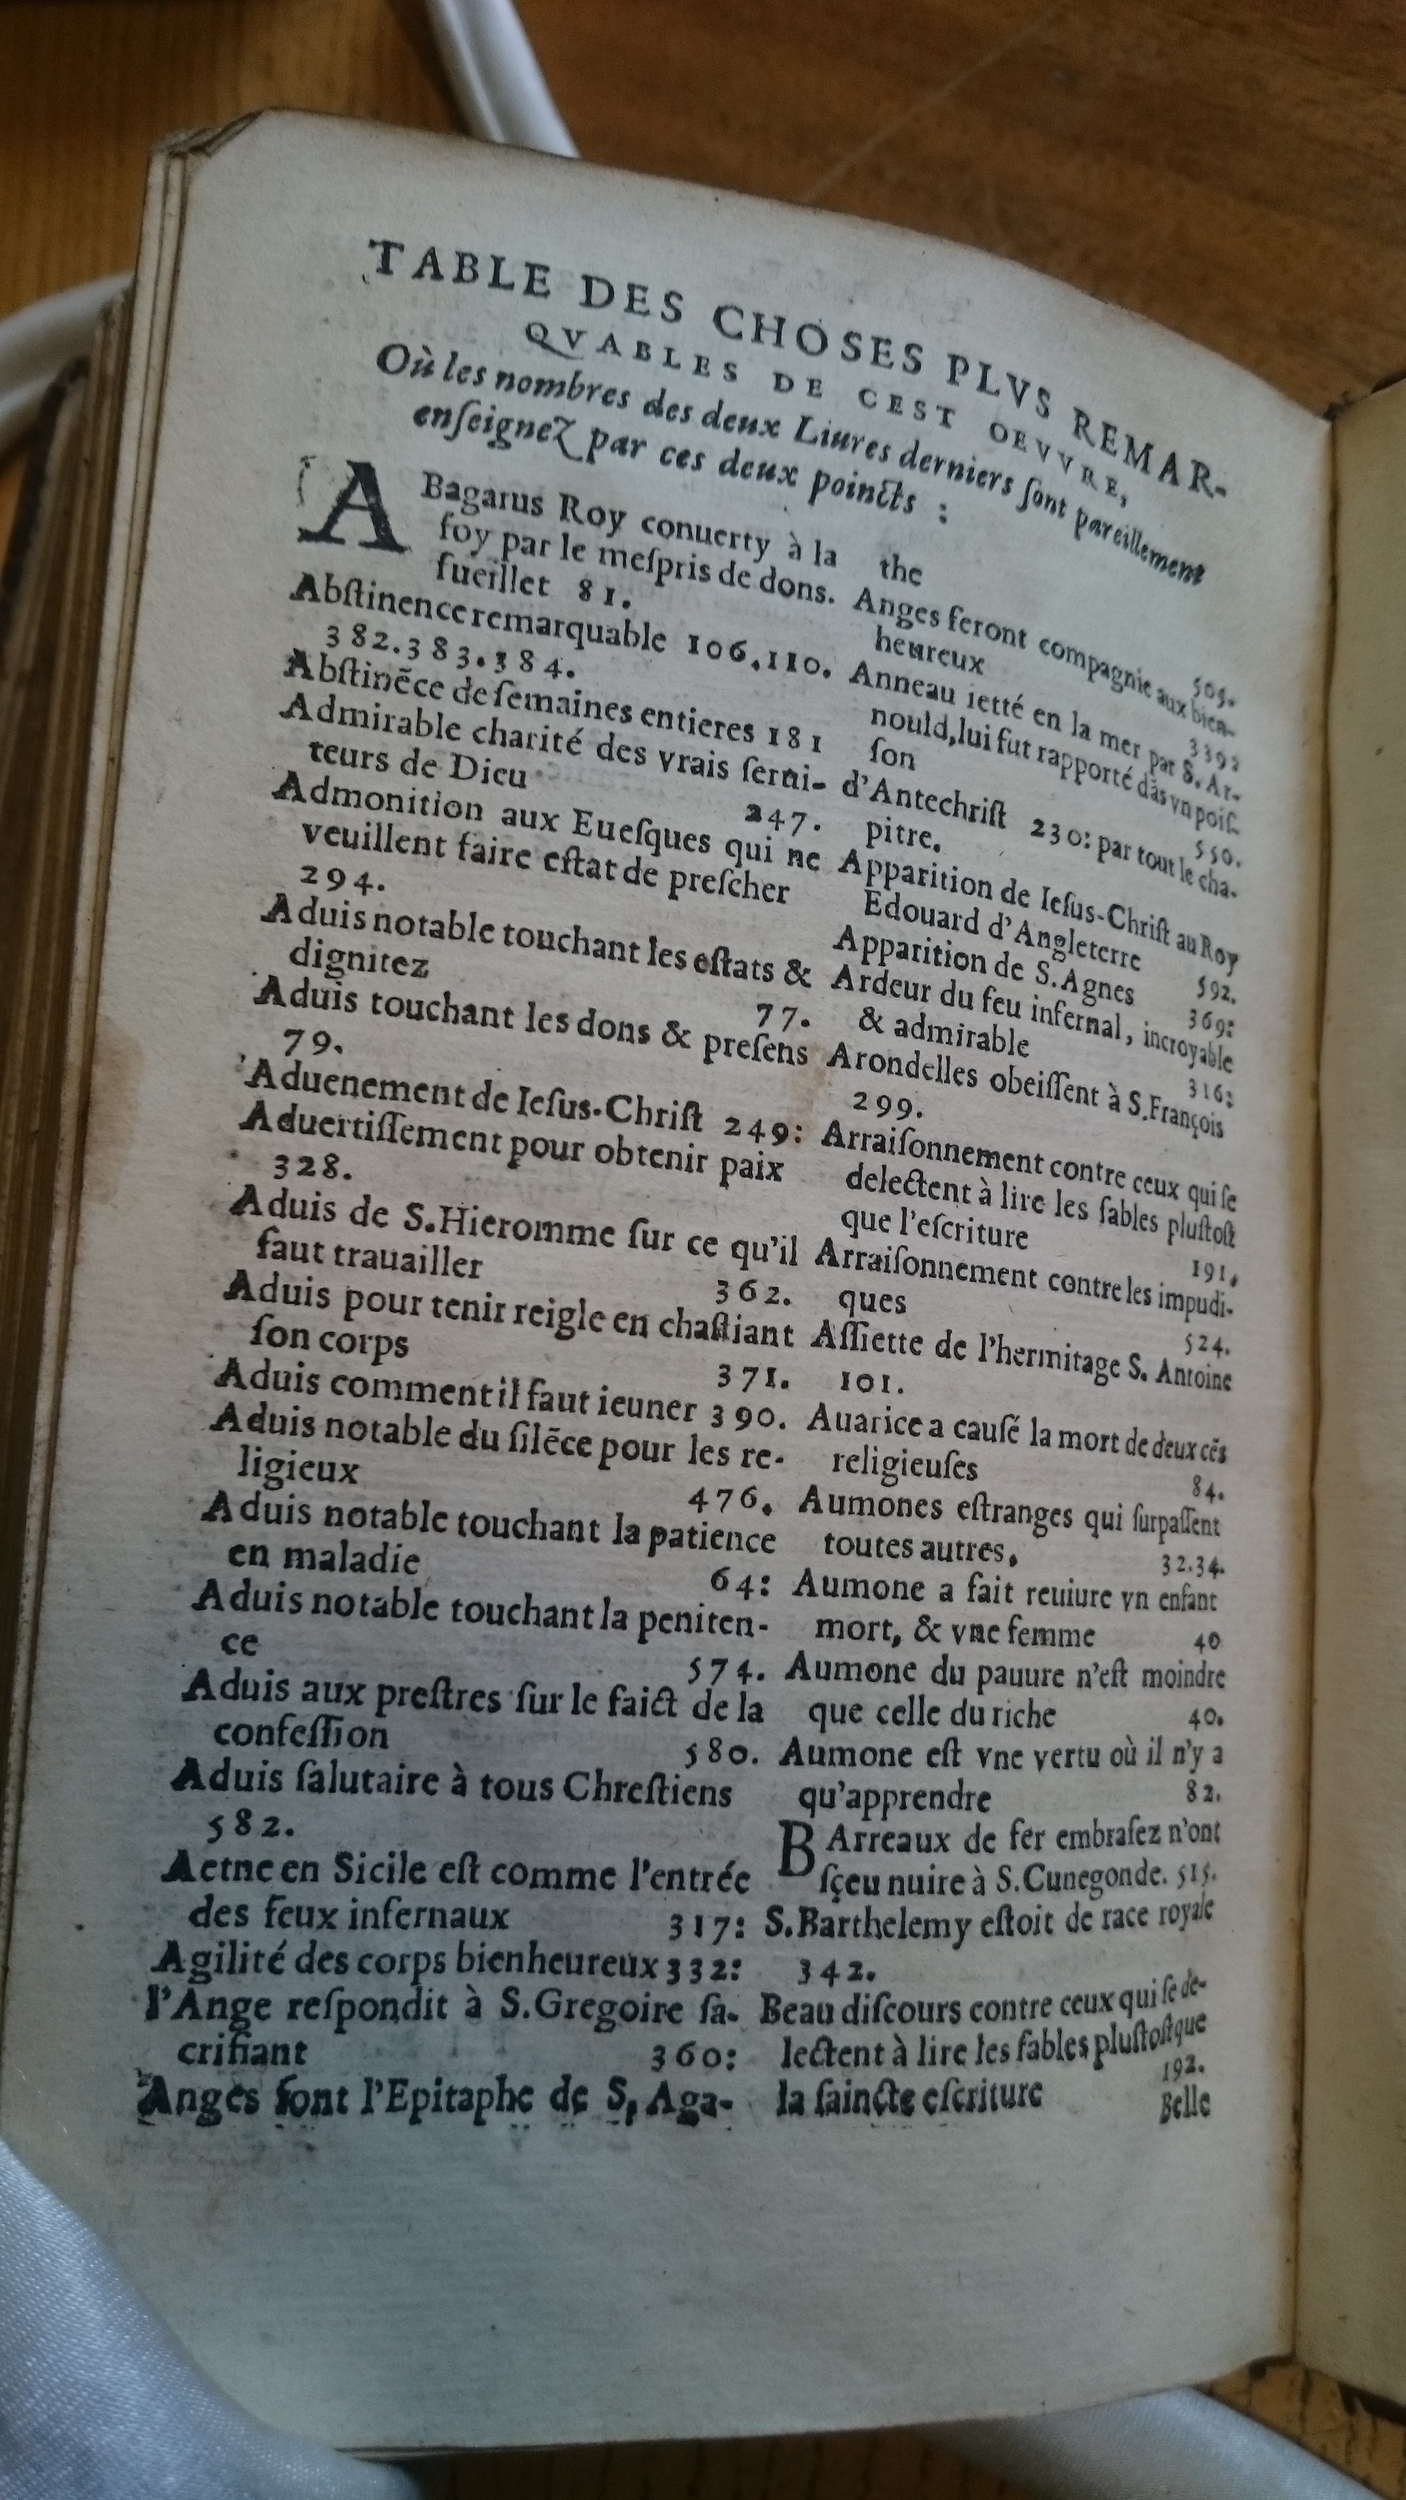 TABLE DES CHOSES PLVS REMAR-
QVABLES DE CEST OEVVRE,
Où les nombres des deux Liures derniers ſont pareillement
enſeignez par ces deux poincts :
ABagarus Roy conuerty à la
foy par le meſpris de dons.
fueillet 81.
Abſtinence remarquable 106.110.
382.383.384.
Abſtinẽce de ſemaines entieres 181
Admirable charité des vrais ſerui-
teurs de Dieu 247.
Admonition aux Eueſques qui ne
veuillent faire eſtat de preſcher
294.
Aduis notable touchant les eſtats &
dignitez 77.
Aduis touchant les dons & preſens
79.
Aduenement de Ieſus-Chriſt 249:
Aduertiſſement pour obtenir paix
328.
Aduis de S.Hieromme ſur ce qu'il
faut trauailler 362.
Aduis pour tenir reigle en chaſtiant
ſon corps 371.
Aduis comment il faut ieuner 390.
Aduis notable du ſilẽce pour les re-
ligieux 476.
Aduis notable touchant la patience
en maladie 64:
Aduis notable touchant la peniten-
ce 574.
Aduis aux preſtres ſur le faict de la
confeſſion 580.
Aduis ſalutaire à tous Chreſtiens
582.
Aetne en Sicile eſt comme l'entrée
des feux infernaux 317:
Agilité des corps bienheureux 332:
l'Ange reſpondit à S.Gregoire ſa-
crifiant 360:
Anges ſont l'Epitaphe de S, Aga-
the 505.
Anges feront compagnie aux bien-
heureux 339:
Anneau ietté en la mer par S. Ar-
nould,lui fut rapporté dãs vn poiſ-
ſon 550.
d'Antechriſt 230: par tout le cha-
pitre.
Apparition de Ieſus-Chriſt au Roy
Edouard d'Angleterre 592.
Apparition de S.Agnes 369:
Ardeur du feu infernal, incroyable
& admirable 316:
Arondelles obeiſſent à S.François
299.
Arraiſonnement contre ceux qui ſe
delectent à lire les fables pluſtoſt
que l'eſcriture 191,
Arraiſonnement contre les impudi-
ques 524.
Aſſiette de l'hermitage S. Antoine
101.
Auarice a cauſé la mort de deux cẽs
religieuſes 84.
Aumones eſtranges qui ſurpaſſent
toutes autres. 32.34.
Aumone a fait reuiure vn enfant
mort, & vne femme 40
Aumone du pauure n'eſt moindre
que celle du riche 40.
Aumone eſt vne vertu où il n'y a
qu'apprendre 82.
BArreaux de fer embraſez n'ont
ſçeu nuire à S.Cunegonde. 515.
S.Barthelemy eſtoit de race royale
342.
Beau diſcours contre ceux qui ſe de-
lectent à lire les fables pluſtoſt que
la ſaincte eſcriture 192.
Belle